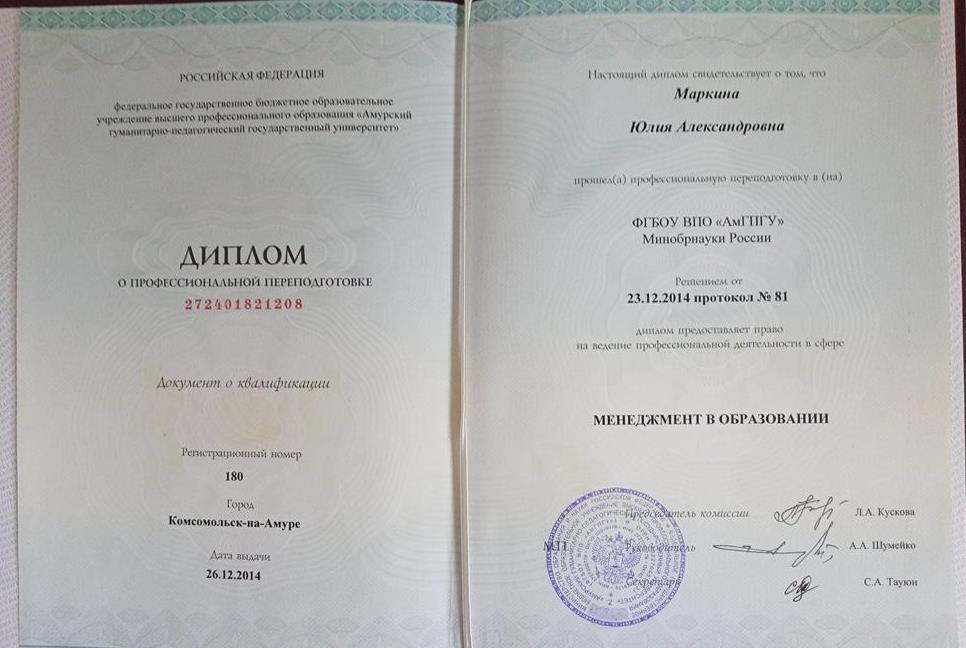 РОССИЙСКАЯ ФЕДЕРАЦИЯ
федеральное государственное бюджетное образовательное
учреждение высшего профессионального образования «Амурский
гуманитарно-педагогический государственный университет»
ДИПЛОМ
О ПРОФЕССИОНАЛЬНОЙ ПЕРЕПОДГОТОВКЕ
272401821208
Документ о квалификации
Регистрационный номер
180
Город
Комсомольск-на-Амуре
Дата выдачи
26.12.2014
Настоящий диплом свидетельствует о том, что
Маркина
Юлия Александровна
прошел(а) профессиональную переподготовку в (на)
ФГБОУ ВПО «АмГПГУ»
Минобрнауки России
Решением от
23.12.2014 протокол № 81
диплом предоставляет право
на ведение профессиональной деятельности в сфере
МЕНЕДЖМЕНТ В ОБРАЗОВАНИИ
Председатель комиссии Л.А. Кускова
М.П. Руководитель А.А. Шумейко
Секретарь С.А. Тауюн